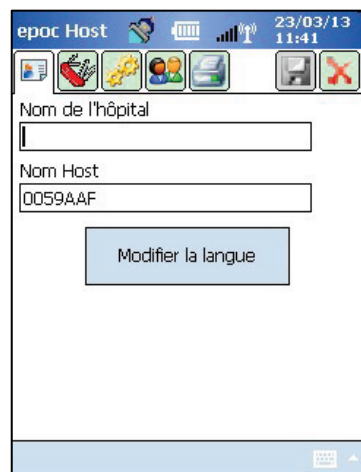 epoc Host
23/03/13
11:41
Nom de l'hôpital
Nom Host
0059AAF
Modifier la langue